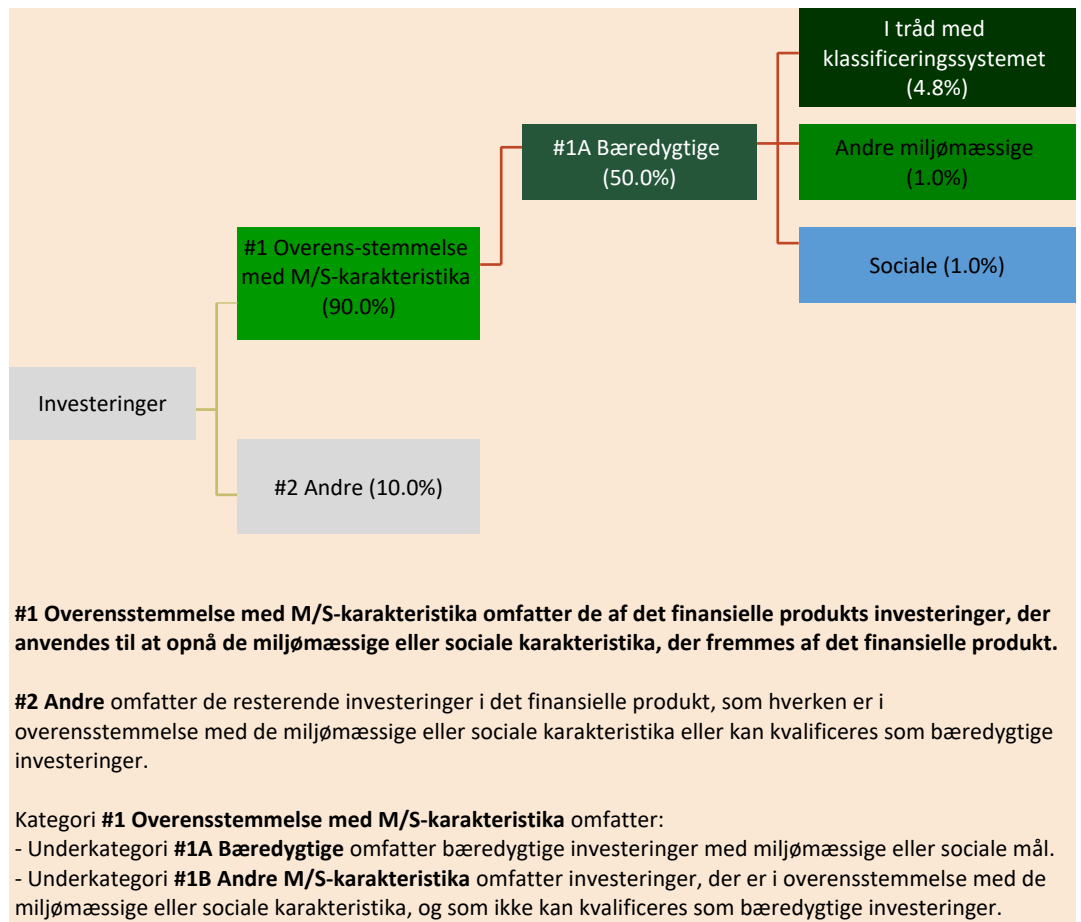 I tråd med
klassificeringssystemet
(4.8%)
#1A Bæredygtige
(50.0%)
Andre miljømæssige
(1.0%)
#1 Overens-stemmelse
med M/S-karakteristika
(90.0%)
Sociale (1.0%)
Investeringer
#2 Andre (10.0%)
#1 Overensstemmelse med M/S-karakteristika omfatter de af det finansielle produkts investeringer, der
anvendes til at opnå de miljømæssige eller sociale karakteristika, der fremmes af det finansielle produkt.
#2 Andre omfatter de resterende investeringer i det finansielle produkt, som hverken er i
overensstemmelse med de miljømæssige eller sociale karakteristika eller kan kvalificeres som bæredygtige
investeringer.
Kategori #1 Overensstemmelse med M/S-karakteristika omfatter:
- Underkategori #1A Bæredygtige omfatter bæredygtige investeringer med miljømæssige eller sociale mål.
- Underkategori #1B Andre M/S-karakteristika omfatter investeringer, der er i overensstemmelse med de
miljømæssige eller sociale karakteristika, og som ikke kan kvalificeres som bæredygtige investeringer.